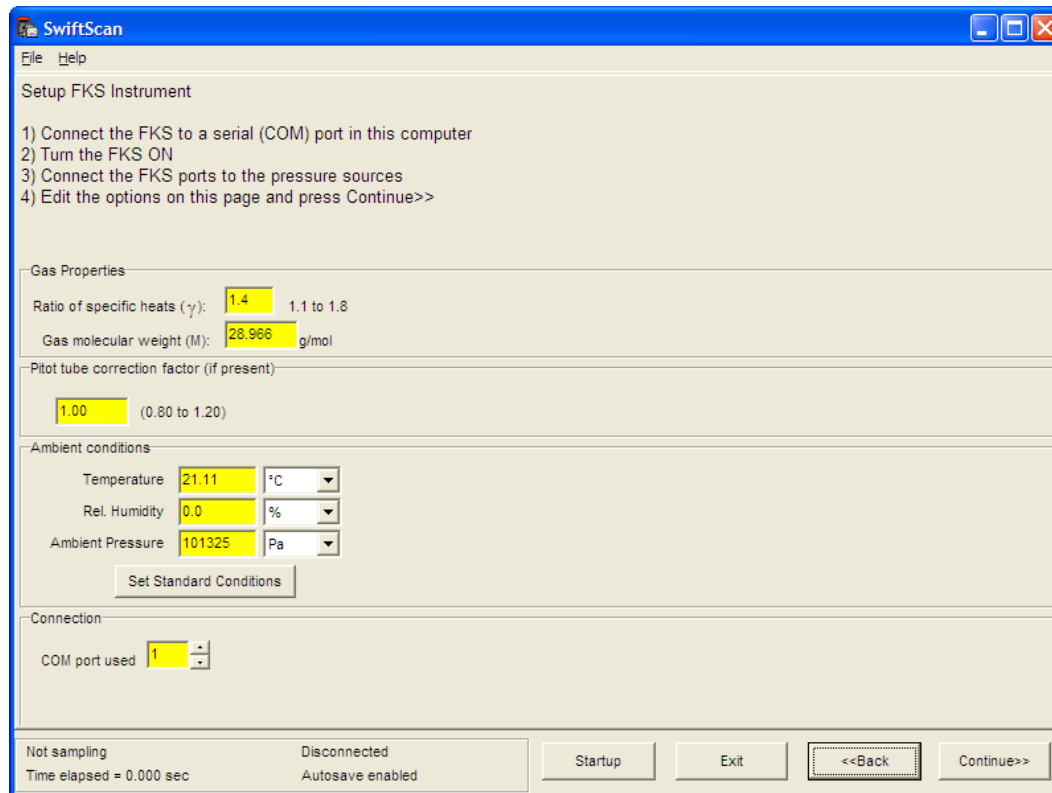 SwiftScan
File Help
Setup FKS Instrument
1) Connect the FKS to a serial (COM) port in this computer
2) Turn the FKS ON
3) Connect the FKS ports to the pressure sources
4) Edit the options on this page and press Continue>>
Gas Properties
Ratio of specific heats (γ): 1.4 1.1 to 1.8
Gas molecular weight (M): 28.966 g/mol
Pitot tube correction factor (if present)
1.00 (0.80 to 1.20)
Ambient conditions
Temperature 21.11 °C
Rel. Humidity 0.0 %
Ambient Pressure 101325 Pa
Set Standard Conditions
Connection
COM port used 1
Not sampling Disconnected
Time elapsed = 0.000 sec Autosave enabled
Startup Exit <<Back Continue>>